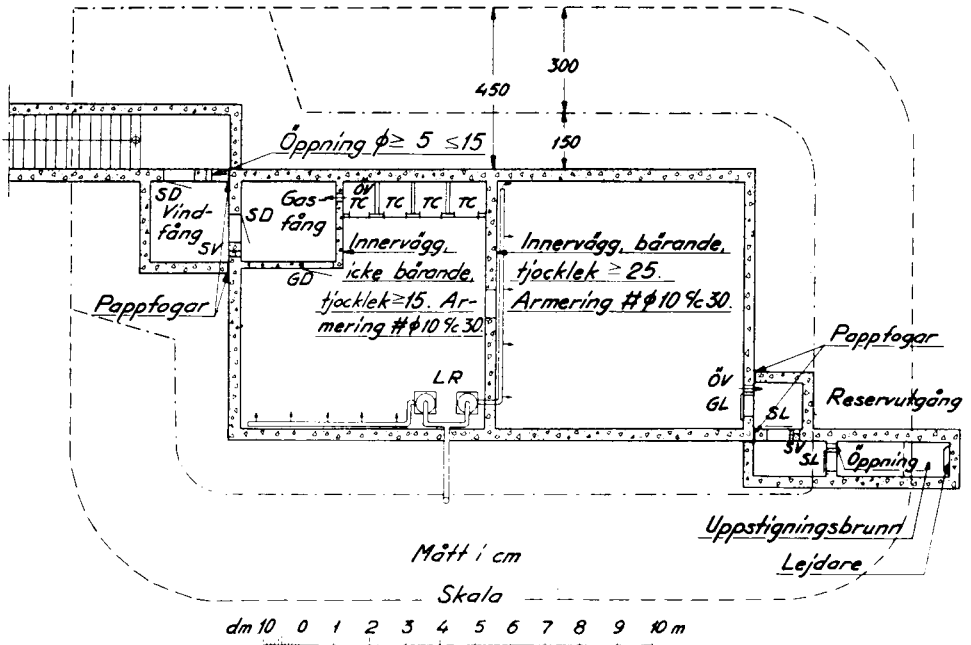 450
300
150
Öppning ϕ ≥ 5 ≤ 15
SD
Vind-
fång
SD
SV
Gas-
fång
GD
ÖV
TC TC TC TC
Innervägg,
icke bärande,
tjocklek ≥ 15. Ar-
mering # ϕ 10 % 30.
Innervägg, bärande,
tjocklek ≥ 25.
Armering # ϕ 10 % 30.
Pappfogar
LR
Pappfogar
ÖV
GL
SL
Reservutgång
SV
SL
Öppning
Uppstigningsbrunn
Lejdare
Mått i cm
Skala
dm 10 0 1 2 3 4 5 6 7 8 9 10 m